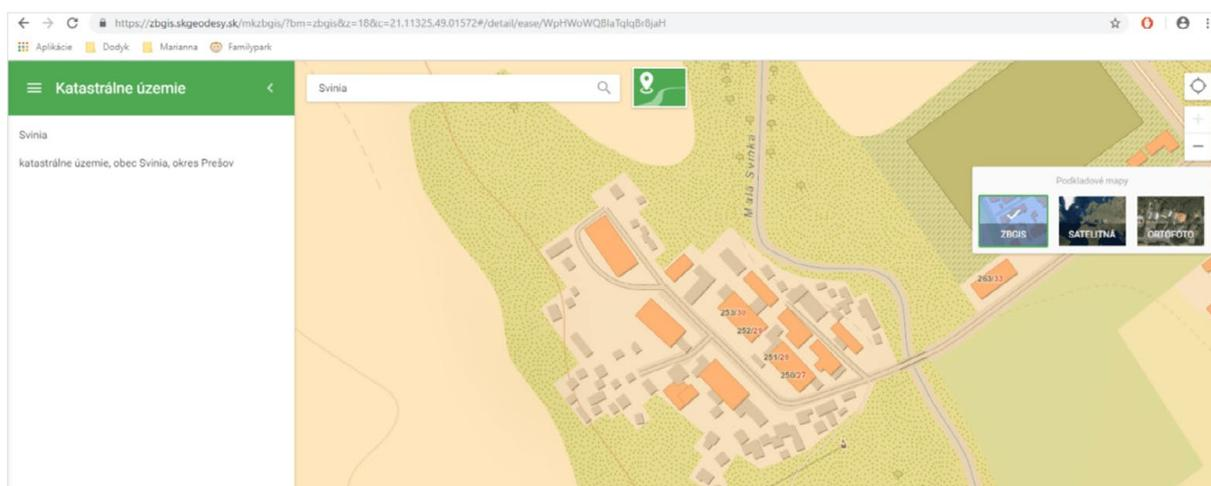 https://zbgis.skgeodesy.sk/mkzbgis/?bm=zbgis&z=18&c=21.11325,49.01572#/detail/ease/WpHWoWQBlaTqlqBr8jaH
Aplikácie Dodyk Marianna Familypark
Katastrálne územie
Svinia
Svinia
katastrálne územie, obec Svinia, okres Prešov
Malá Svinka
Podkladové mapy
ZBGIS SATELITNÁ ORTOFOTO
263/33
253/30
252/29
251/28
250/27